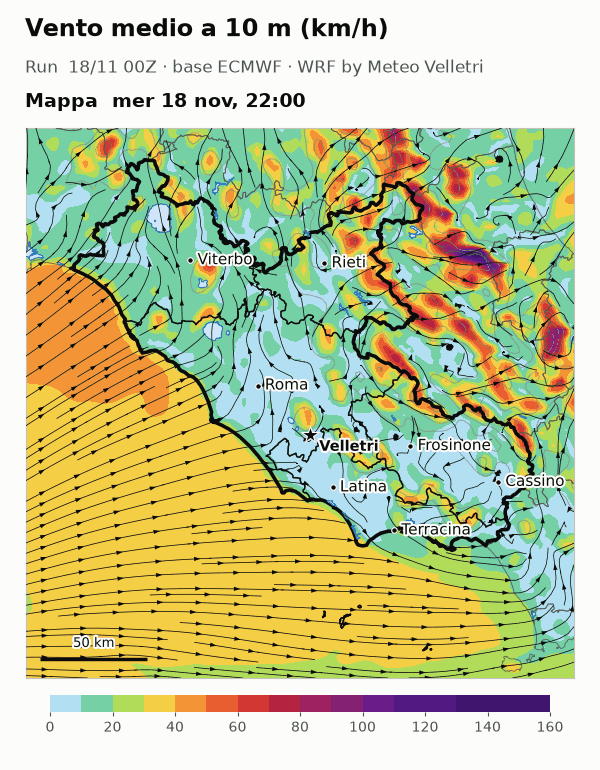 Vento medio a 10 m (km/h)
Run 18/11 00Z · base ECMWF · WRF by Meteo Velletri
Mappa mer 18 nov, 22:00
Viterbo
Rieti
Roma
Velletri
Frosinone
Cassino
Latina
Terracina
50 km
0 20 40 60 80 100 120 140 160